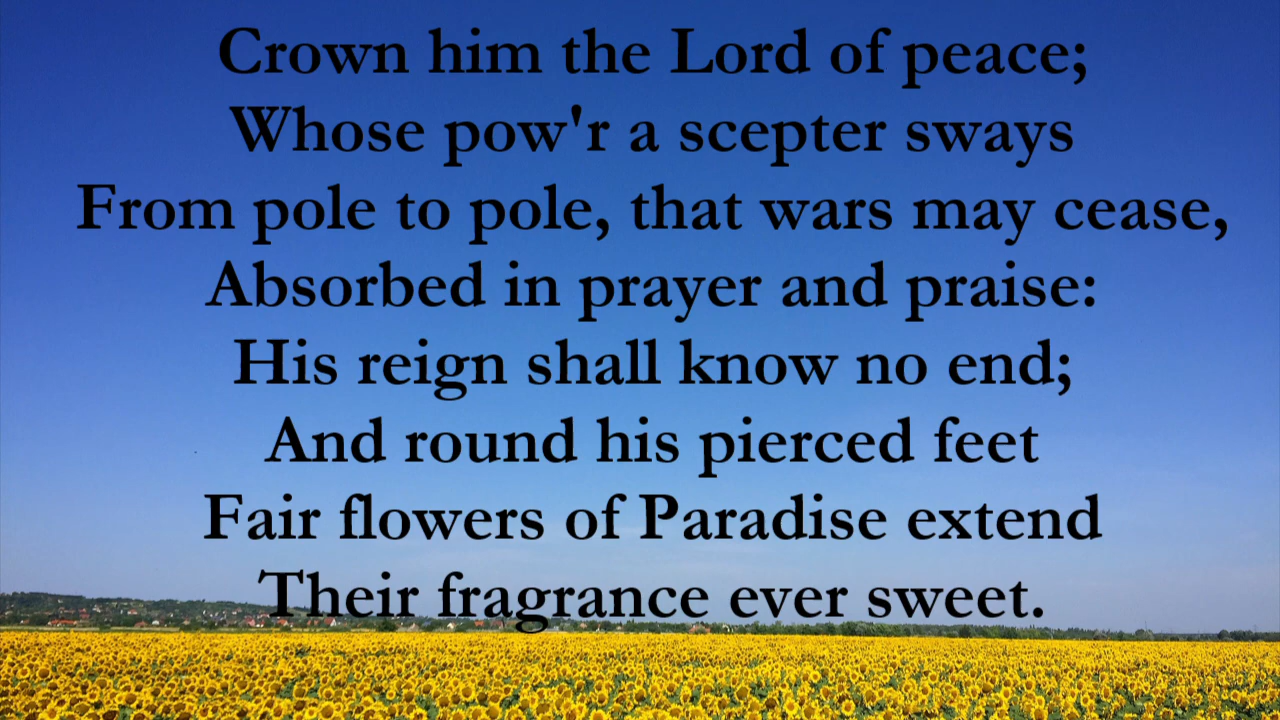 Crown him the Lord of peace;
Whose pow'r a scepter sways
From pole to pole, that wars may cease,
Absorbed in prayer and praise:
His reign shall know no end;
And round his pierced feet
Fair flowers of Paradise extend
Their fragrance ever sweet.